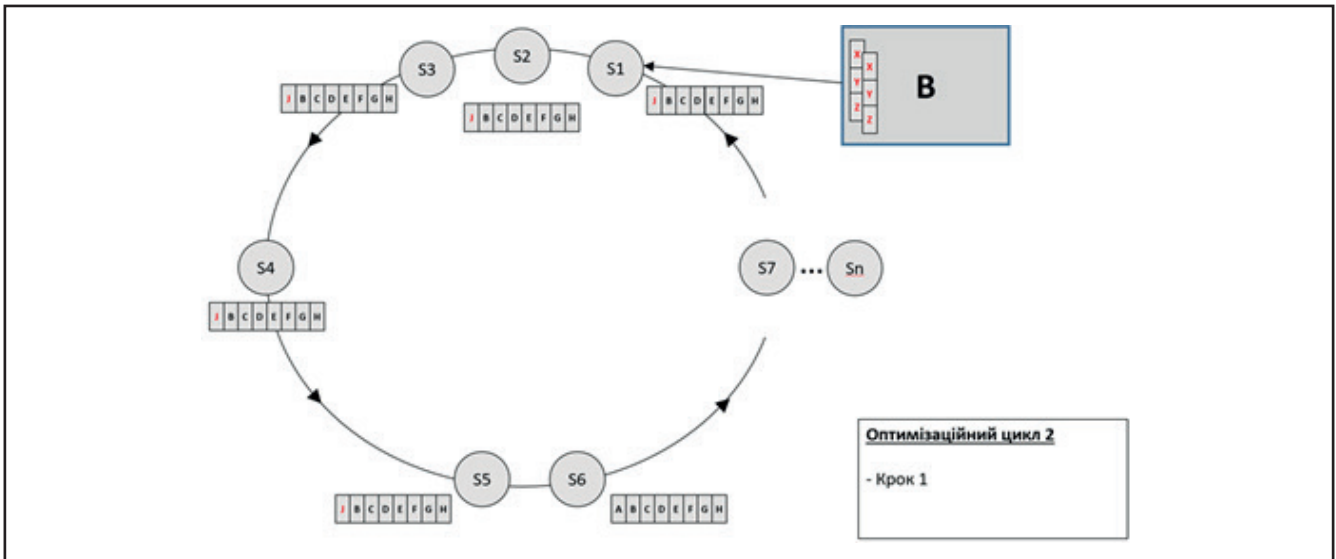 S3
S2
S1
J B C D E F G H
J B C D E F G H
J B C D E F G H
X X
Y Y
Z Z
B
S4
J B C D E F G H
S7 ... Sn
S5
S6
J B C D E F G H
A B C D E F G H
Оптимізаційний цикл 2
- Крок 1